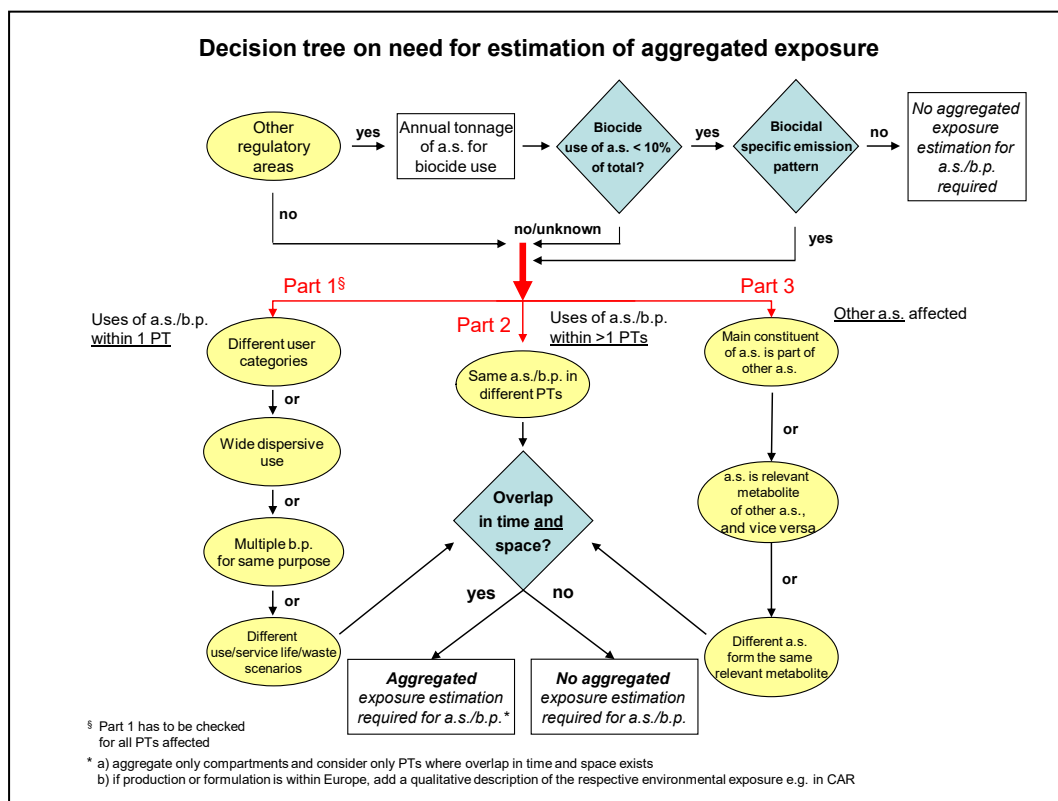 Decision tree on need for estimation of aggregated exposure
Other
regulatory
areas
yes
Annual tonnage
of a.s. for
biocide use
Biocide
use of a.s. < 10%
of total?
yes
Biocidal
specific emission
pattern
no
No aggregated
exposure
estimation for
a.s./b.p.
required
no
no/unknown
yes
Part 1§
Part 2
Part 3
Uses of a.s./b.p.
within 1 PT
Uses of a.s./b.p.
within >1 PTs
Other a.s. affected
Different user
categories
or
Wide dispersive
use
or
Multiple b.p.
for same purpose
or
Different
use/service life/waste
scenarios
Same a.s./b.p. in
different PTs
Overlap
in time and
space?
yes
no
Main constituent
of a.s. is part of
other a.s.
or
a.s. is relevant
metabolite
of other a.s.,
and vice versa
or
Different a.s.
form the same
relevant metabolite
Aggregated
exposure estimation
required for a.s./b.p.*
No aggregated
exposure estimation
required for a.s./b.p.
§ Part 1 has to be checked
for all PTs affected
* a) aggregate only compartments and consider only PTs where overlap in time and space exists
b) if production or formulation is within Europe, add a qualitative description of the respective environmental exposure e.g. in CAR